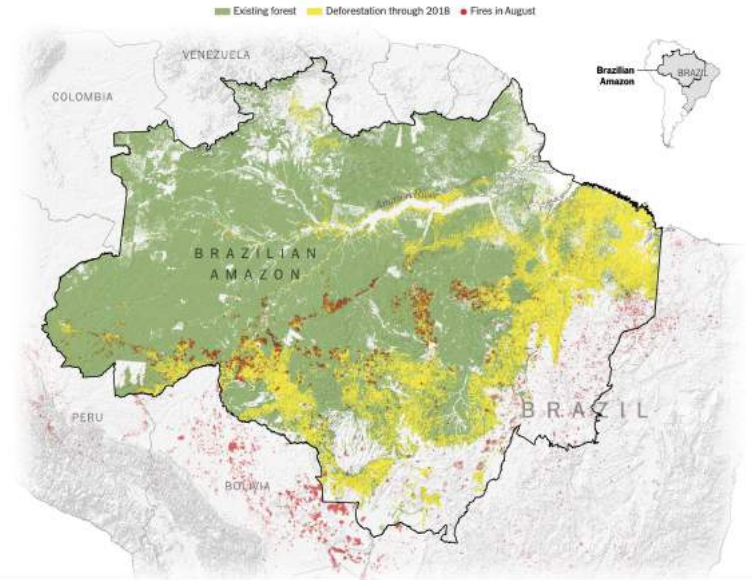 Existing forest
Deforestation through 2018
Fires in August
VENEZUELA
COLOMBIA
Brazilian
Amazon
BRAZIL
Amazon River
BRAZILIAN
AMAZON
BRAZIL
PERU
BOLIVIA